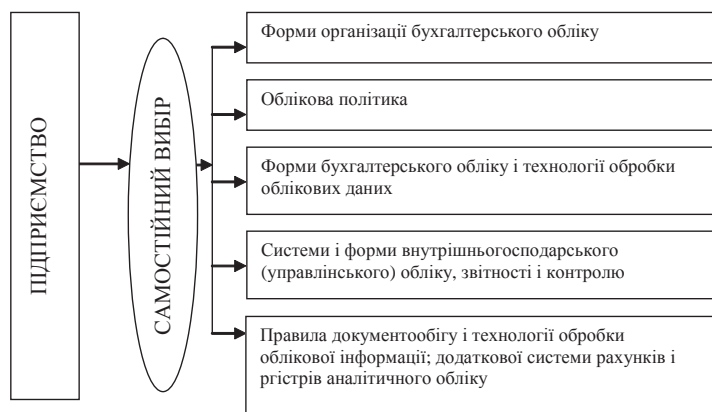 ПІДПРИЄМСТВО
САМОСТІЙНИЙ ВИБІР
Форми організації бухгалтерського обліку
Облікова політика
Форми бухгалтерського обліку і технології обробки
облікових даних
Системи і форми внутрішньогосподарського
(управлінського) обліку, звітності і контролю
Правила документообігу і технології обробки
облікової інформації; додаткової системи рахунків і
ргістрів аналітичного обліку